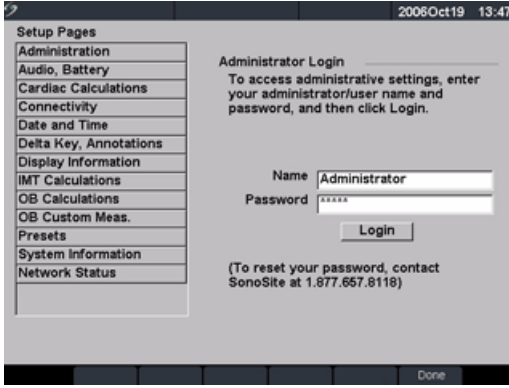 2006Oct19 13:47
Setup Pages
Administration
Audio, Battery
Cardiac Calculations
Connectivity
Date and Time
Delta Key, Annotations
Display Information
IMT Calculations
OB Calculations
OB Custom Meas.
Presets
System Information
Network Status
Administrator Login
To access administrative settings, enter
your administrator/user name and
password, and then click Login.
Name Administrator
Password *****
Login
(To reset your password, contact
SonoSite at 1.877.657.8118)
Done